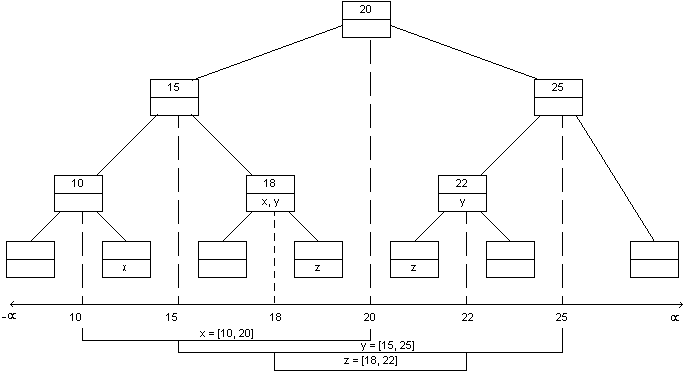 20
15
25
10
18
22
x, y
y
x
z
z
-∝
10
15
18
20
22
25
∝
x = [10, 20]
y = [15, 25]
z = [18, 22]